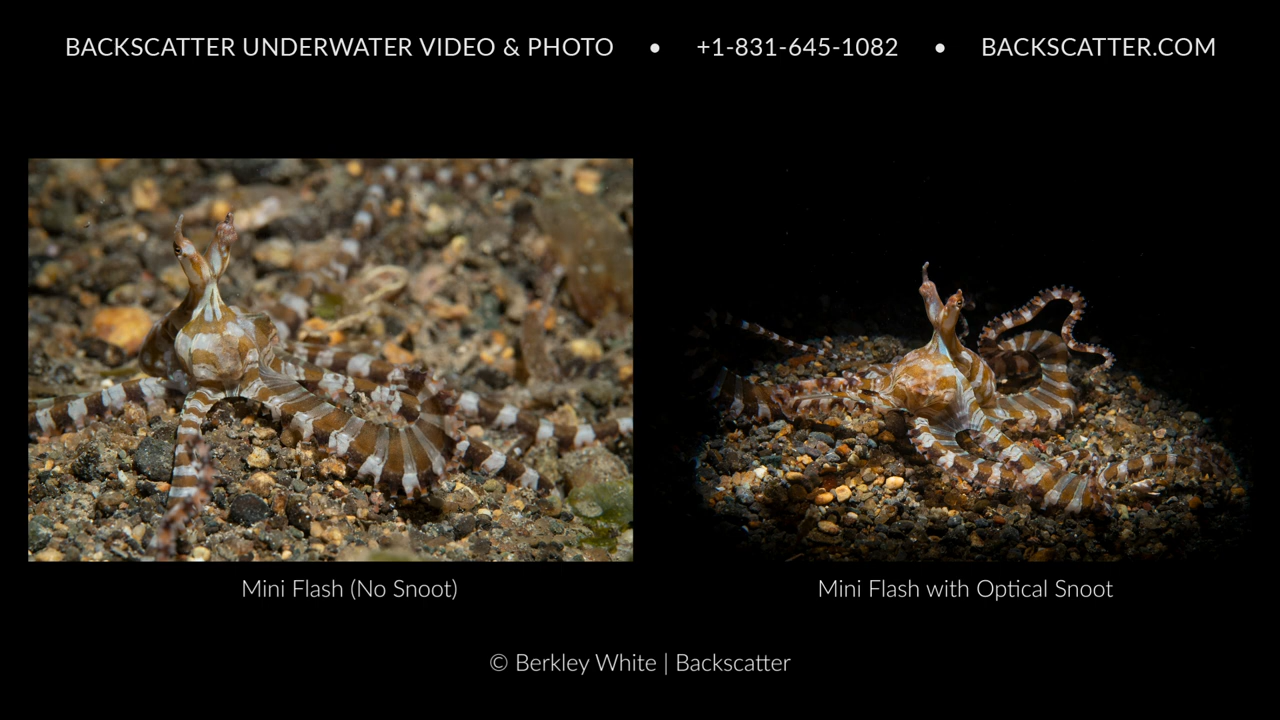 BACKSCATTER UNDERWATER VIDEO & PHOTO • +1-831-645-1082 • BACKSCATTER.COM
Mini Flash (No Snoot)
Mini Flash with Optical Snoot
© Berkley White | Backscatter